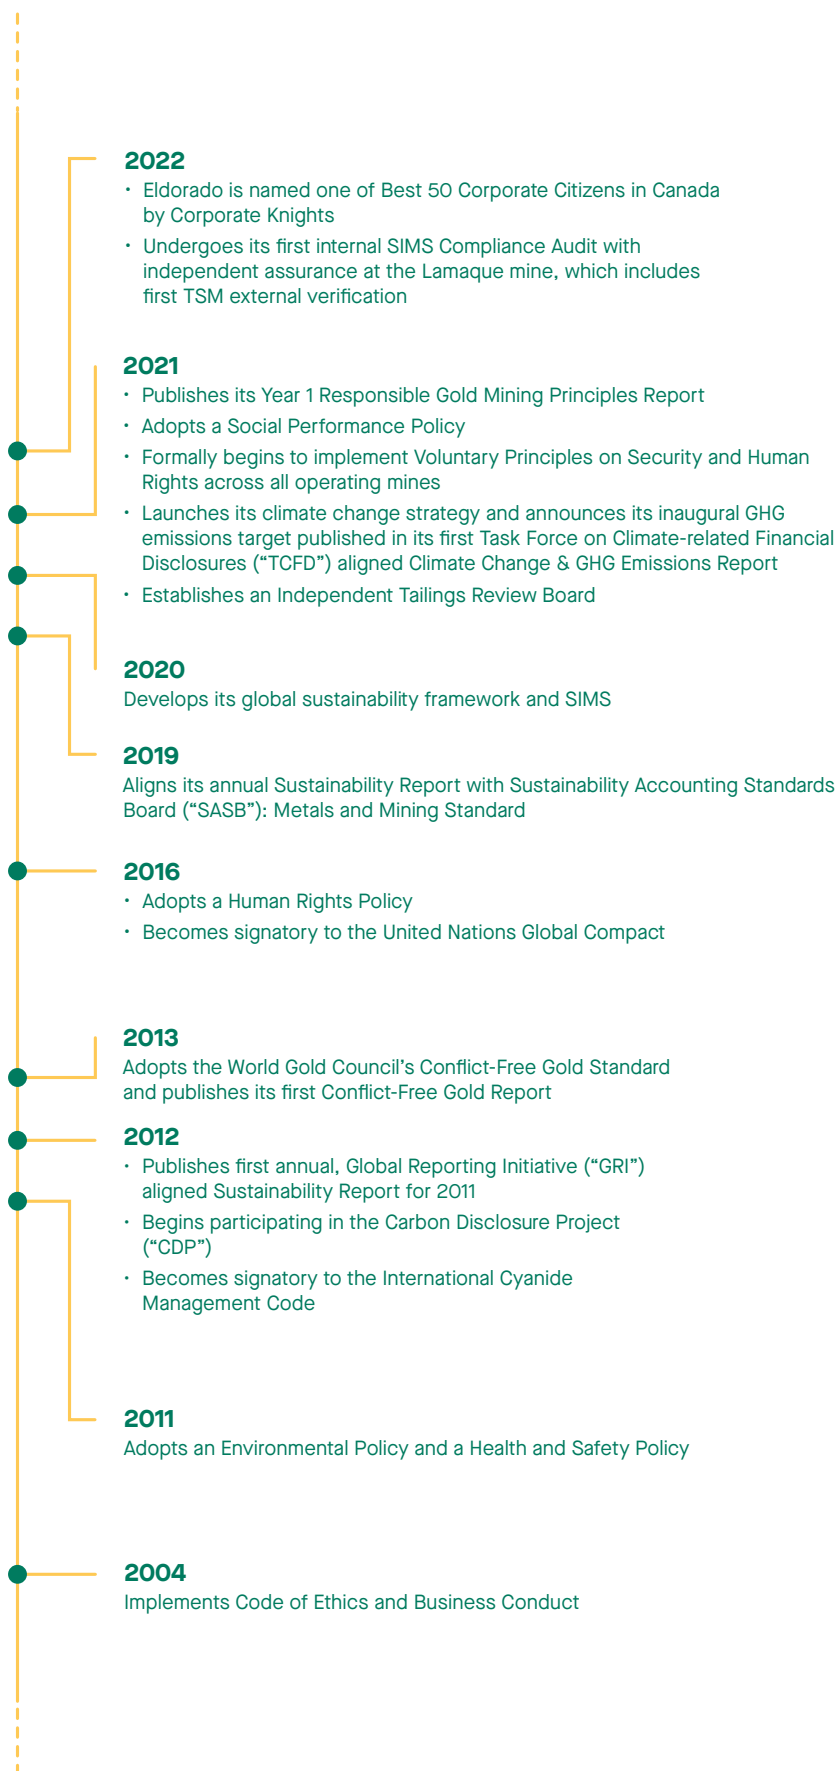 2022
• Eldorado is named one of Best 50 Corporate Citizens in Canada
by Corporate Knights
• Undergoes its first internal SIMS Compliance Audit with
independent assurance at the Lamaque mine, which includes
first TSM external verification
2021
• Publishes its Year 1 Responsible Gold Mining Principles Report
• Adopts a Social Performance Policy
• Formally begins to implement Voluntary Principles on Security and Human
Rights across all operating mines
• Launches its climate change strategy and announces its inaugural GHG
emissions target published in its first Task Force on Climate-related Financial
Disclosures (“TCFD”) aligned Climate Change & GHG Emissions Report
• Establishes an Independent Tailings Review Board
2020
Develops its global sustainability framework and SIMS
2019
Aligns its annual Sustainability Report with Sustainability Accounting Standards
Board (“SASB”): Metals and Mining Standard
2016
• Adopts a Human Rights Policy
• Becomes signatory to the United Nations Global Compact
2013
Adopts the World Gold Council’s Conflict-Free Gold Standard
and publishes its first Conflict-Free Gold Report
2012
• Publishes first annual, Global Reporting Initiative (“GRI”)
aligned Sustainability Report for 2011
• Begins participating in the Carbon Disclosure Project
(“CDP”)
• Becomes signatory to the International Cyanide
Management Code
2011
Adopts an Environmental Policy and a Health and Safety Policy
2004
Implements Code of Ethics and Business Conduct